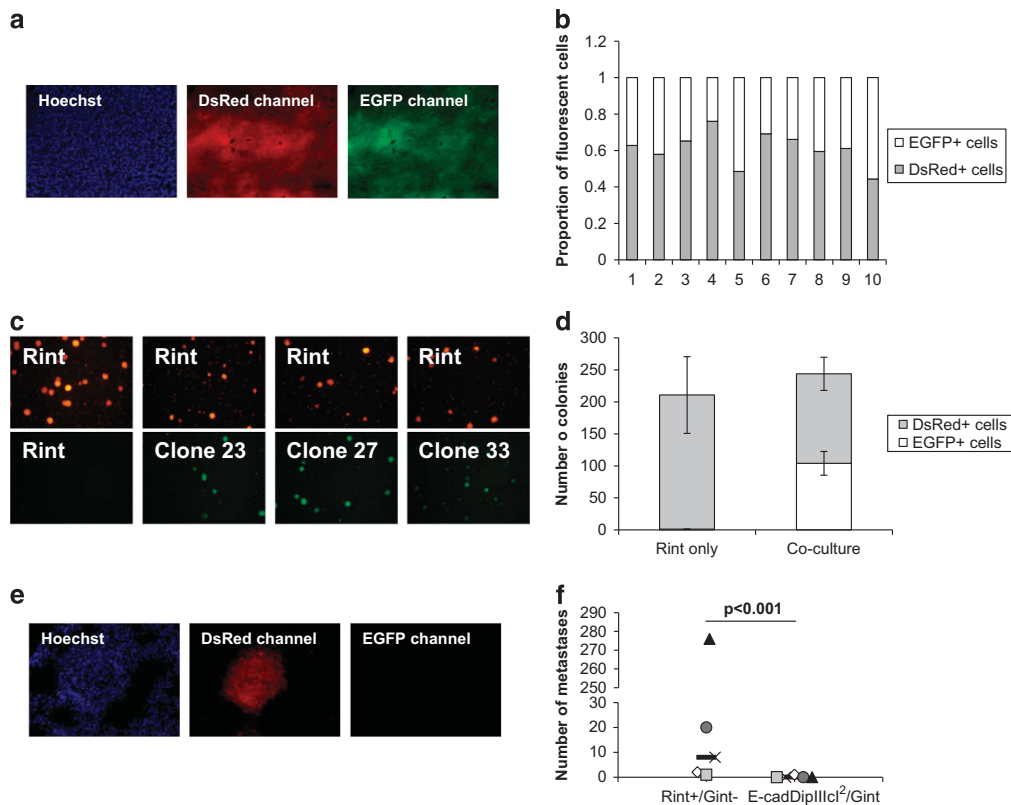 a
Hoechst
DsRed channel
EGFP channel
b
Proportion of fluorescent cells
1.2
1
0.8
0.6
0.4
0.2
0
1 2 3 4 5 6 7 8 9 10
EGFP+ cells
DsRed+ cells
c
Rint
Rint
Rint
Rint
Rint
Clone 23
Clone 27
Clone 33
d
Number o colonies
300
250
200
150
100
50
0
Rint only
Co-culture
DsRed+ cells
EGFP+ cells
e
Hoechst
DsRed channel
EGFP channel
f
Number of metastases
p<0.001
290
280
270
260
250
30
20
10
0
Rint+/Gint-
E-cadDipIIIcl²/Gint